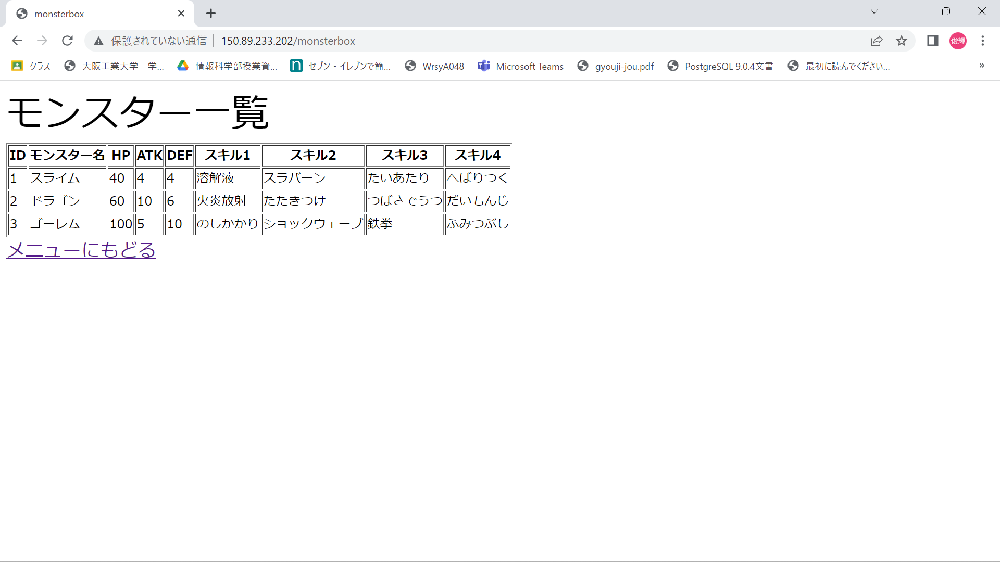 monsterbox
保護されていない通信 | 150.89.233.202/monsterbox
俊輝
クラス 大阪工業大学 学... 情報科学部授業資... セブン‐イレブンで簡... WrsyA048 Microsoft Teams gyouji-jou.pdf PostgreSQL 9.0.4文書 最初に読んでください... »
モンスター一覧
ID モンスター名 HP ATK DEF スキル1 スキル2 スキル3 スキル4
1 スライム 40 4 4 溶解液 スラバーン たいあたり へばりつく
2 ドラゴン 60 10 6 火炎放射 たたきつけ つばさでうつ だいもんじ
3 ゴーレム 100 5 10 のしかかり ショックウェーブ 鉄拳 ふみつぶし
メニューにもどる